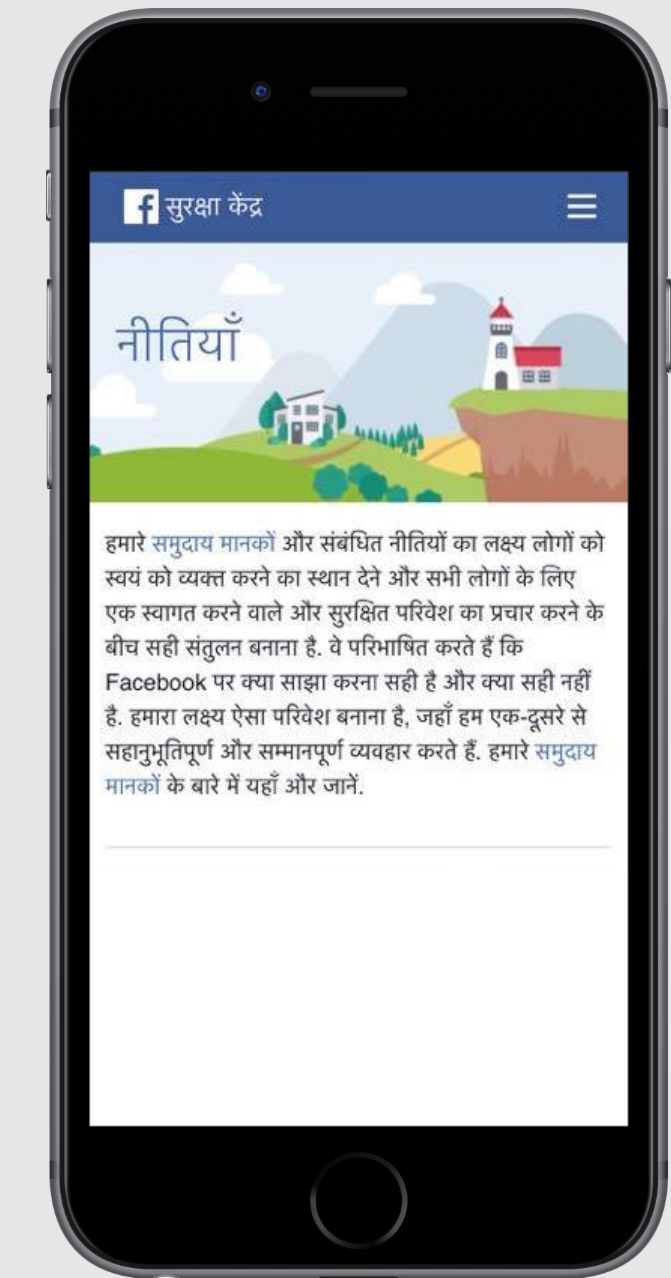 f सुरक्षा केंद्र
नीतियाँ
हमारे समुदाय मानकों और संबंधित नीतियों का लक्ष्य लोगों को
स्वयं को व्यक्त करने का स्थान देने और सभी लोगों के लिए
एक स्वागत करने वाले और सुरक्षित परिवेश का प्रचार करने के
बीच सही संतुलन बनाना है. वे परिभाषित करते हैं कि
Facebook पर क्या साझा करना सही है और क्या सही नहीं
है. हमारा लक्ष्य ऐसा परिवेश बनाना है, जहाँ हम एक-दूसरे से
सहानुभूतिपूर्ण और सम्मानपूर्ण व्यवहार करते हैं. हमारे समुदाय
मानकों के बारे में यहाँ और जानें.